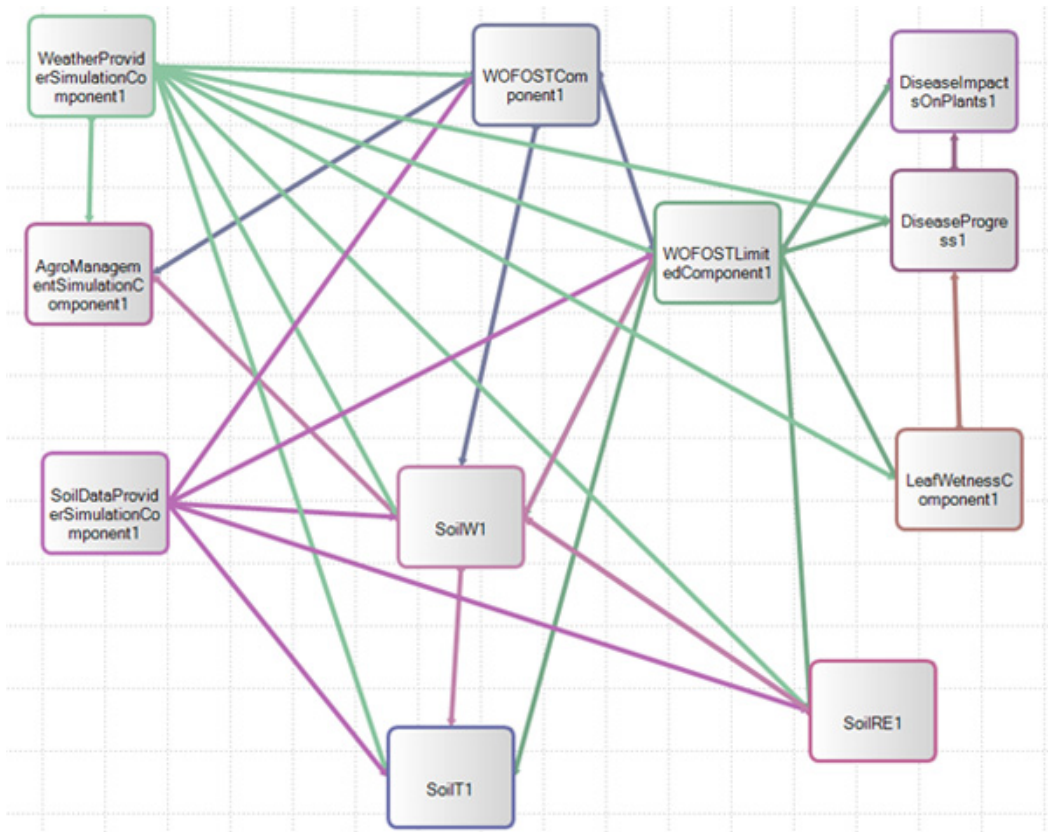 WeatherProvid
erSimulationCo
mponent1
WOFOSTCom
ponent1
DiseaseImpact
sOnPlants1
DiseaseProgre
ss1
WOFOSTLimit
edComponent1
AgroManagem
entSimulationC
omponent1
SoilDataProvid
erSimulationCo
mponent1
SoilW1
LeafWetnessC
omponent1
SoilRE1
SoilT1